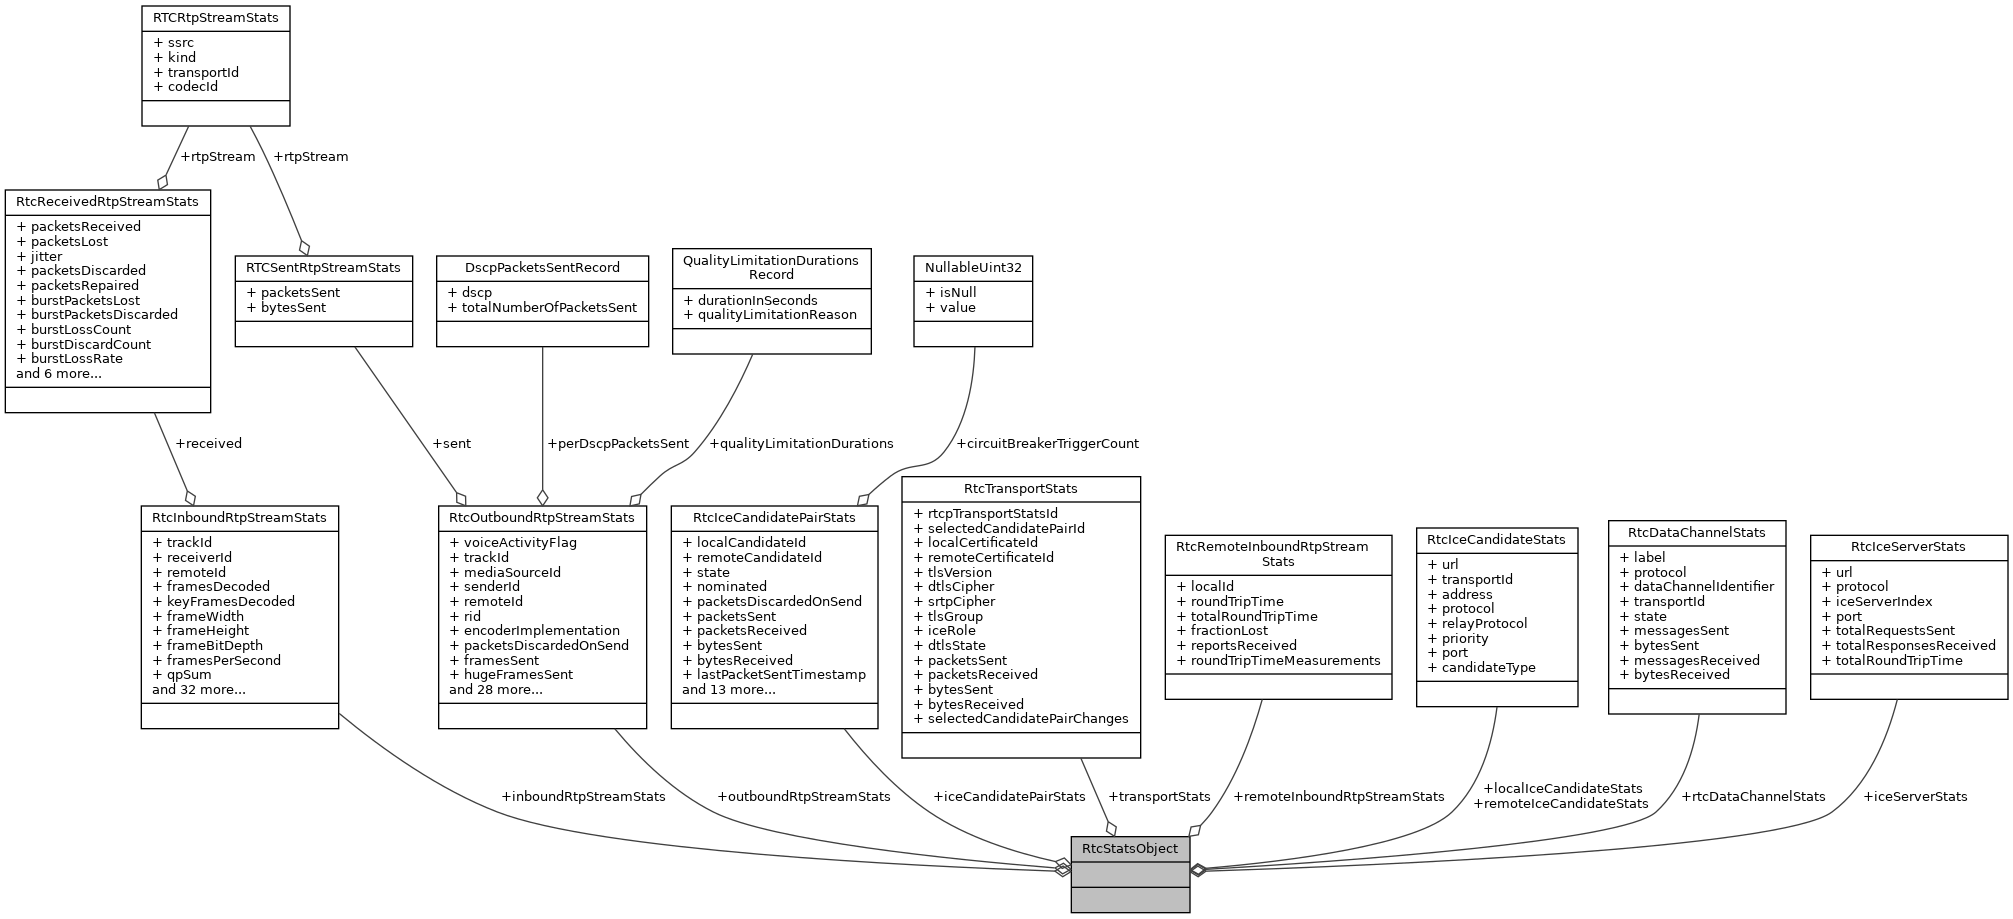 RTCRtpStreamStats
+ ssrc
+ kind
+ transportId
+ codecId
+rtpStream
+rtpStream
RtcReceivedRtpStreamStats
+ packetsReceived
+ packetsLost
+ jitter
+ packetsDiscarded
+ packetsRepaired
+ burstPacketsLost
+ burstPacketsDiscarded
+ burstLossCount
+ burstDiscardCount
+ burstLossRate
and 6 more...
RTCSentRtpStreamStats
+ packetsSent
+ bytesSent
DscpPacketsSentRecord
+ dscp
+ totalNumberOfPacketsSent
QualityLimitationDurations
Record
+ durationInSeconds
+ qualityLimitationReason
NullableUint32
+ isNull
+ value
+received
+sent
+perDscpPacketsSent
+qualityLimitationDurations
+circuitBreakerTriggerCount
RtcInboundRtpStreamStats
+ trackId
+ receiverId
+ remoteId
+ framesDecoded
+ keyFramesDecoded
+ frameWidth
+ frameHeight
+ frameBitDepth
+ framesPerSecond
+ qpSum
and 32 more...
RtcOutboundRtpStreamStats
+ voiceActivityFlag
+ trackId
+ mediaSourceId
+ senderId
+ remoteId
+ rid
+ encoderImplementation
+ packetsDiscardedOnSend
+ framesSent
+ hugeFramesSent
and 28 more...
RtcIceCandidatePairStats
+ localCandidateId
+ remoteCandidateId
+ state
+ nominated
+ packetsDiscardedOnSend
+ packetsSent
+ packetsReceived
+ bytesSent
+ bytesReceived
+ lastPacketSentTimestamp
and 13 more...
RtcTransportStats
+ rtcpTransportStatsId
+ selectedCandidatePairId
+ localCertificateId
+ remoteCertificateId
+ tlsVersion
+ dtlsCipher
+ srtpCipher
+ tlsGroup
+ iceRole
+ dtlsState
+ packetsSent
+ packetsReceived
+ bytesSent
+ bytesReceived
+ selectedCandidatePairChanges
RtcRemoteInboundRtpStream
Stats
+ localId
+ roundTripTime
+ totalRoundTripTime
+ fractionLost
+ reportsReceived
+ roundTripTimeMeasurements
RtcIceCandidateStats
+ url
+ transportId
+ address
+ protocol
+ relayProtocol
+ priority
+ port
+ candidateType
RtcDataChannelStats
+ label
+ protocol
+ dataChannelIdentifier
+ transportId
+ state
+ messagesSent
+ bytesSent
+ messagesReceived
+ bytesReceived
RtcIceServerStats
+ url
+ protocol
+ iceServerIndex
+ port
+ totalRequestsSent
+ totalResponsesReceived
+ totalRoundTripTime
+inboundRtpStreamStats
+outboundRtpStreamStats
+iceCandidatePairStats
+transportStats
+remoteInboundRtpStreamStats
+localIceCandidateStats
+remoteIceCandidateStats
+rtcDataChannelStats
+iceServerStats
RtcStatsObject